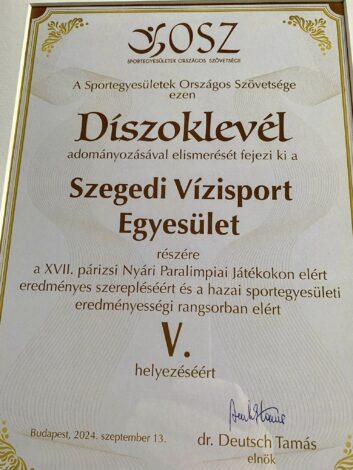 SOSZ
SPORTEGYESÜLETEK ORSZÁGOS SZÖVETSÉGE
A Sportegyesületek Országos Szövetsége
ezen
Díszoklevél
adományozásával elismerését fejezi ki a
Szegedi Vízisport
Egyesület
részére
a XVII. párizsi Nyári Paralimpiai Játékokon elért
eredményes szerepléséért és a hazai sportegyesületi
eredményességi rangsorban elért
V.
helyezéséért
Budapest, 2024. szeptember 13.
dr. Deutsch Tamás
elnök